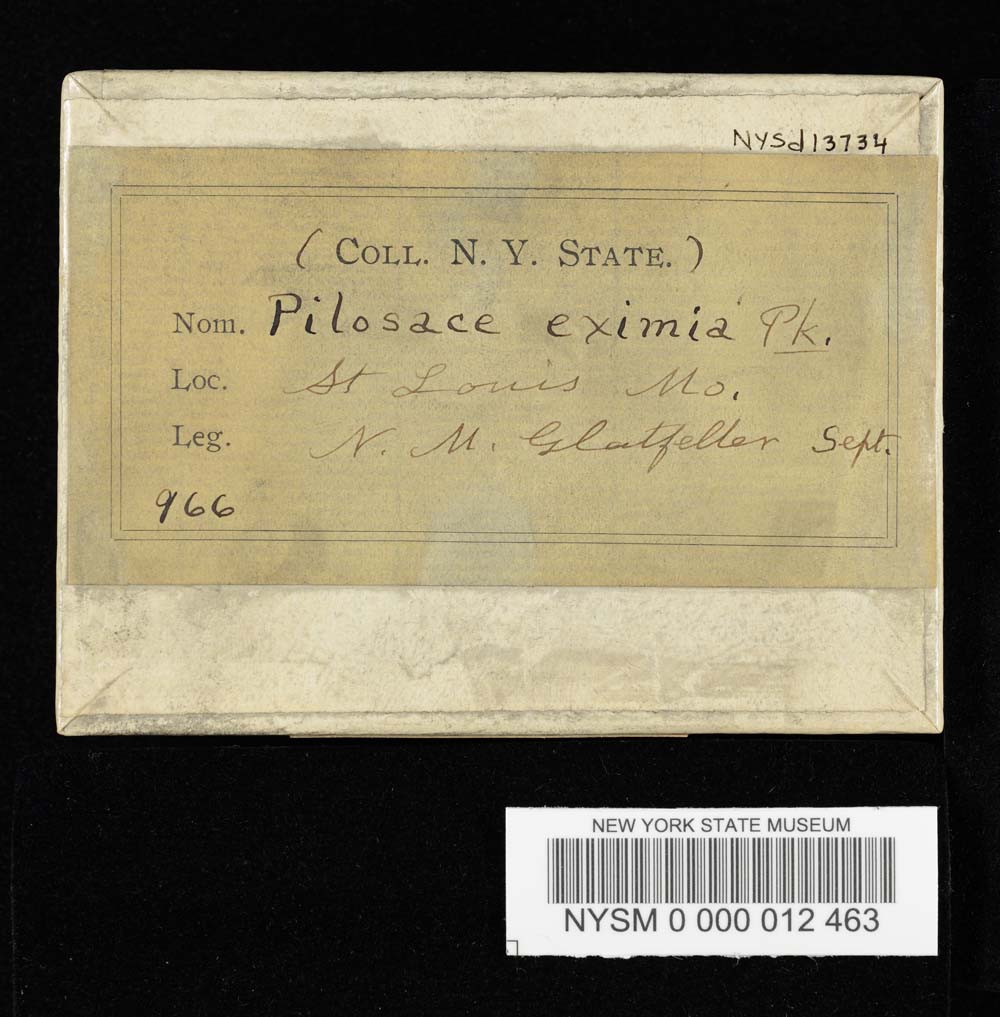 NYSd13734
( COLL. N. Y. STATE. )
Nom. Pilosace eximia Pk.
Loc. St Louis Mo.
Leg. N. M. Glatfelter Sept.
966
NEW YORK STATE MUSEUM
NYSM 0 000 012 463